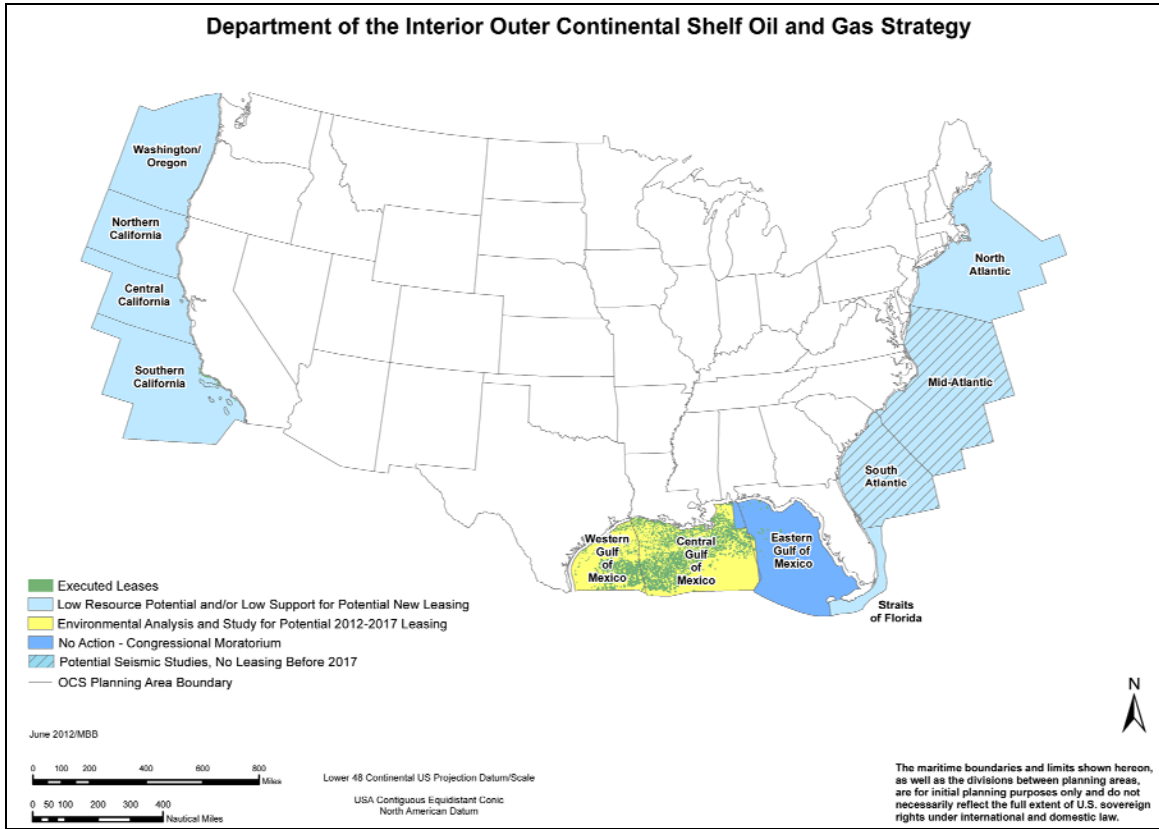 Department of the Interior Outer Continental Shelf Oil and Gas Strategy
Washington/
Oregon
Northern
California
Central
California
Southern
California
North
Atlantic
Mid-Atlantic
South
Atlantic
Western
Gulf
of
Mexico
Central
Gulf
of
Mexico
Eastern
Gulf of
Mexico
Straits
of Florida
Executed Leases
Low Resource Potential and/or Low Support for Potential New Leasing
Environmental Analysis and Study for Potential 2012-2017 Leasing
No Action - Congressional Moratorium
Potential Seismic Studies, No Leasing Before 2017
OCS Planning Area Boundary
N
June 2012/MBB
0 100 200 400 600 800
Miles
0 50 100 200 300 400
Nautical Miles
Lower 48 Continental US Projection Datum/Scale
USA Contiguous Equidistant Conic
North American Datum
The maritime boundaries and limits shown hereon,
as well as the divisions between planning areas,
are for initial planning purposes only and do not
necessarily reflect the full extent of U.S. sovereign
rights under international and domestic law.